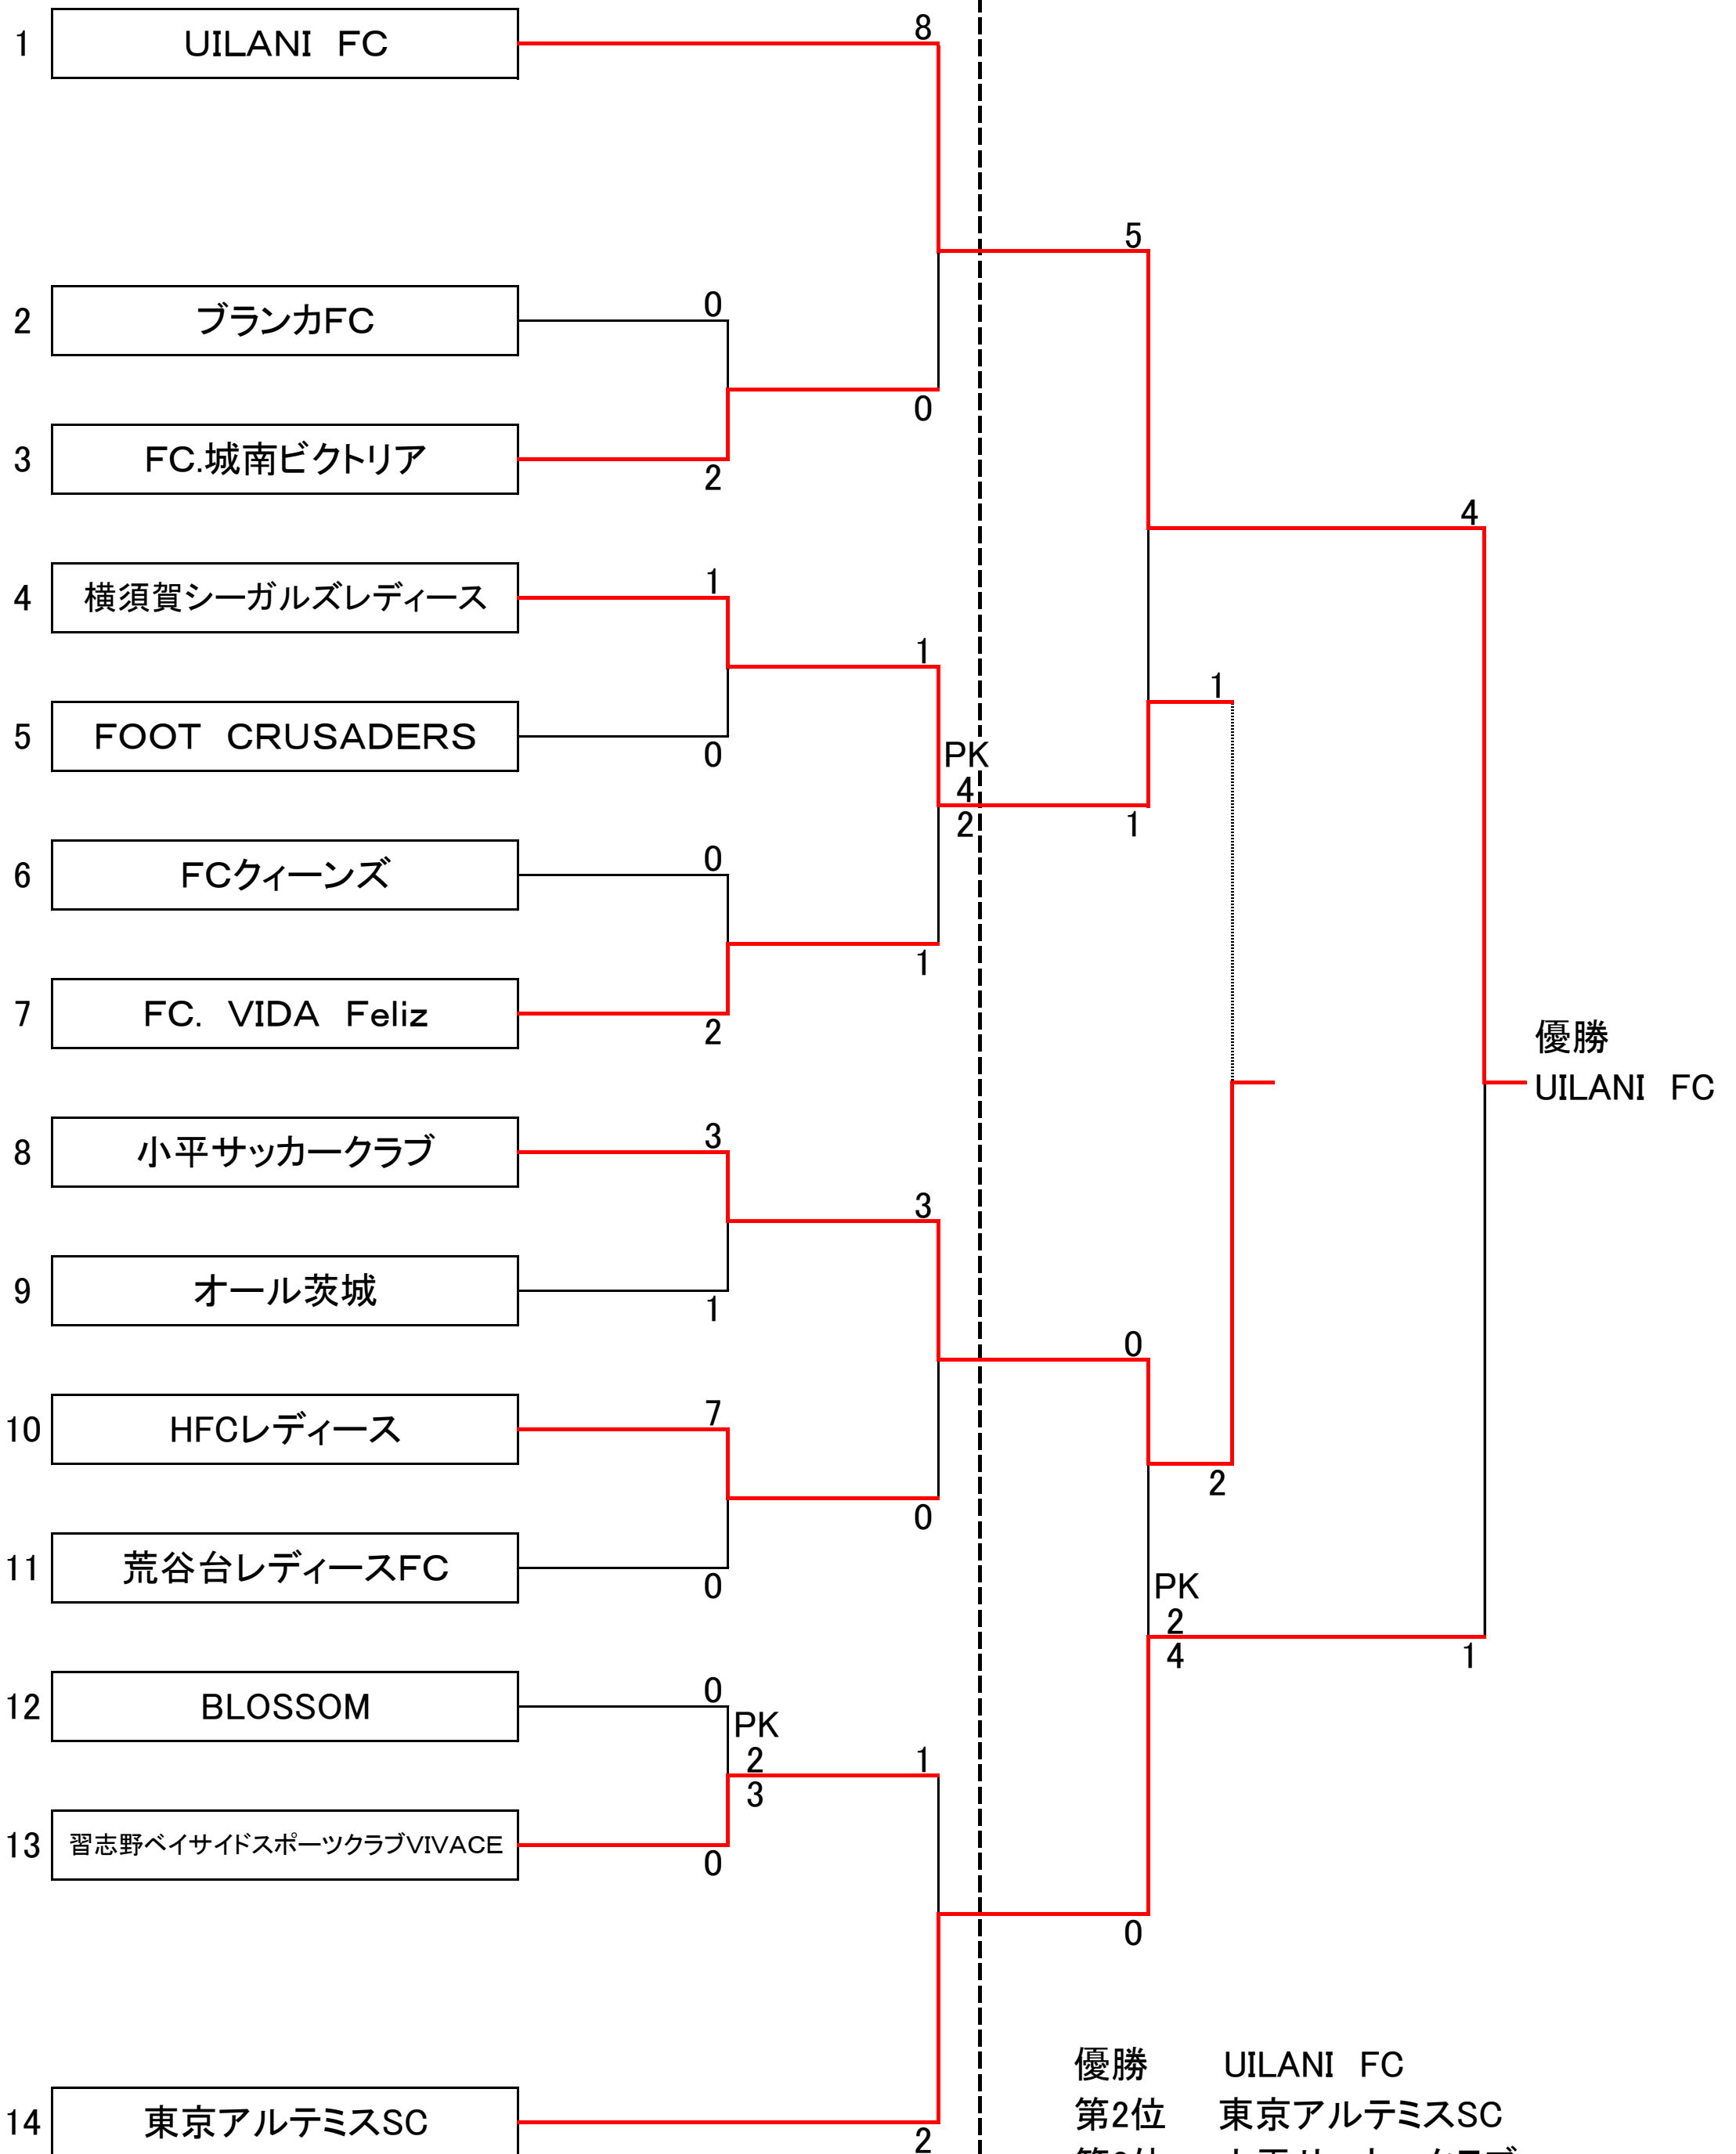 8
1 UILANI FC
5
0
2 ブランカFC
0
3 FC.城南ビクトリア
2
4
1
4 横須賀シーガルズレディース
1
1
5 FOOT CRUSADERS
0
PK
4
2
1
0
6 FCクィーンズ
1
7 FC. VIDA Feliz
2
優勝
UILANI FC
3
8 小平サッカークラブ
3
9 オール茨城
1
0
7
10 HFCレディース
2
0
11 荒谷台レディースFC
0
PK
2
4
1
0
12 BLOSSOM
PK
2
3
1
13 習志野ベイサイドスポーツクラブVIVACE
0
0
優勝 UILANI FC
第2位 東京アルテミスSC
14 東京アルテミスSC
2